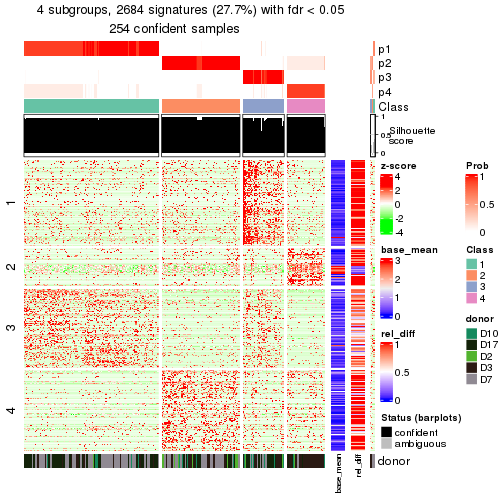 4 subgroups, 2684 signatures (27.7%) with fdr < 0.05
254 confident samples
p1
p2
p3
p4
Class
1
0.5
0
Silhouette
score
1
2
3
4
z-score
4
2
0
-2
-4
base_mean
3
2
1
0
rel_diff
1
0.5
0
Prob
1
0.5
0
Class
1
2
3
4
donor
D10
D17
D2
D3
D7
Status (barplots)
confident
ambiguous
base_mean
rel_diff
donor